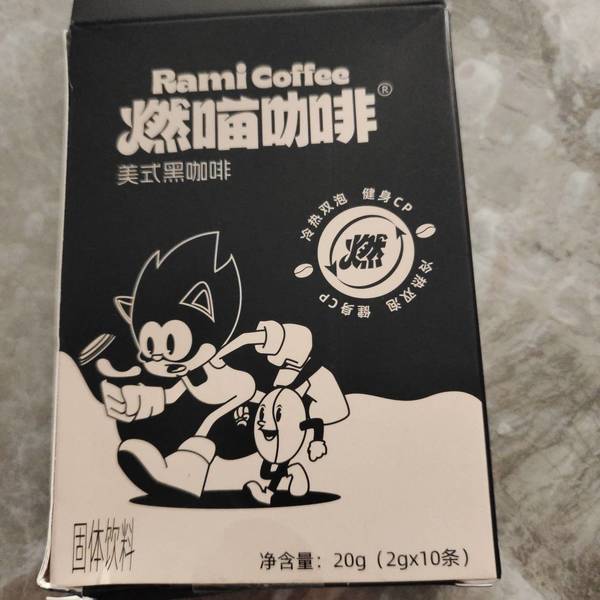 Rami Coffee
燃喵咖啡®
美式黑咖啡
冷热双泡 健身CP
燃
冷热双泡 健身CP
固体饮料
净含量：20g（2gx10条）